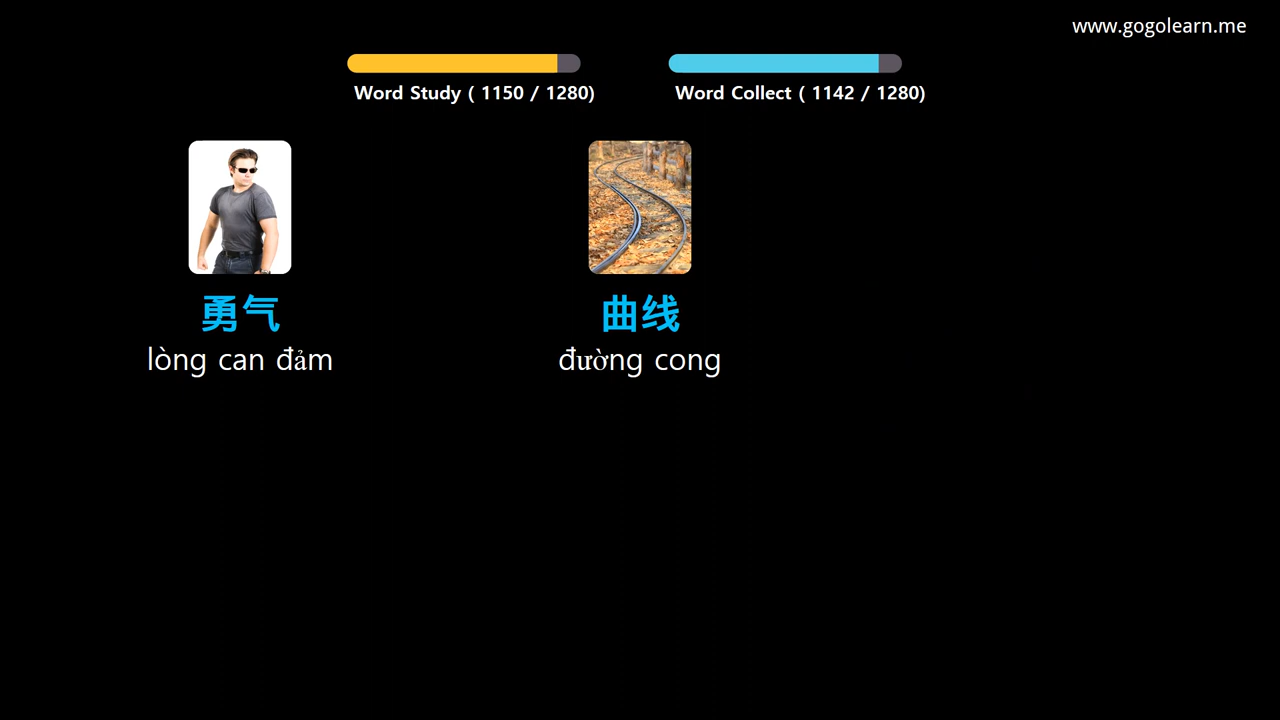 www.gogolearn.me
Word Study ( 1150 / 1280)
Word Collect ( 1142 / 1280)
勇气
曲线
lòng can đảm
đường cong